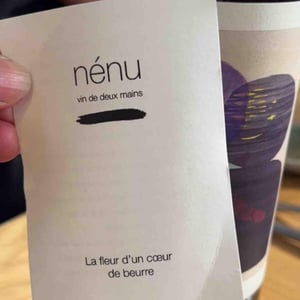 nénu
vin de deux mains
La fleur d'un cœur
de beurre